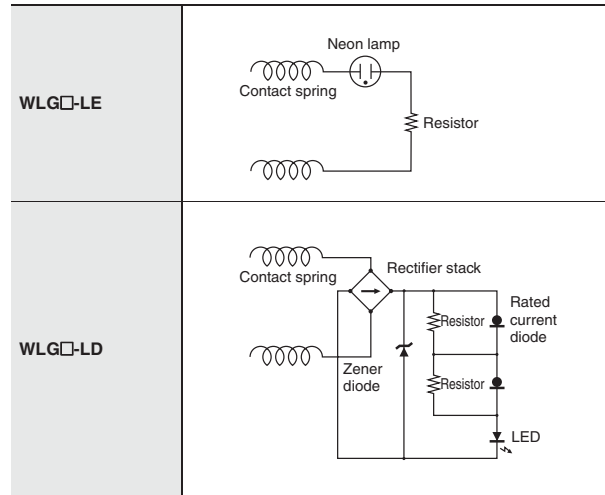 WLG□-LE
Neon lamp
Contact spring
Resistor
WLG□-LD
Contact spring
Rectifier stack
Zener
diode
Resistor
Resistor
Rated
current
diode
LED